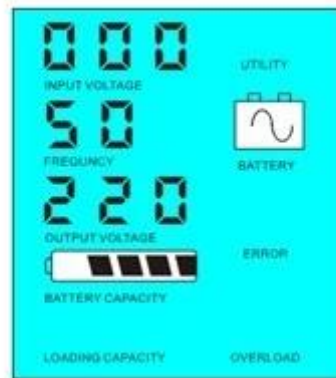 000
INPUT VOLTAGE
UTILITY
50
FREQUNCY
BATTERY
220
OUTPUT VOLTAGE
ERROR
BATTERY CAPACITY
LOADING CAPACITY
OVERLOAD